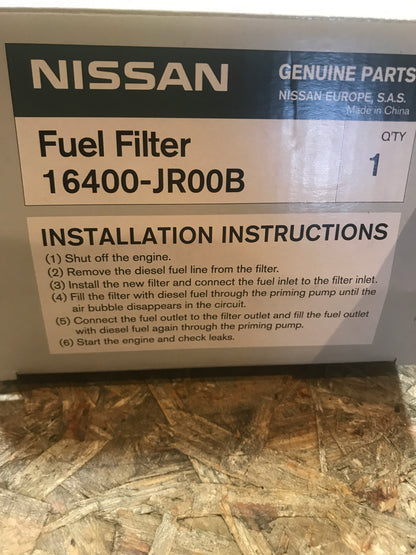 NISSAN
GENUINE PARTS
NISSAN EUROPE, S.A.S.
Made in China
Fuel Filter
16400-JR00B
Q'TY
1
INSTALLATION INSTRUCTIONS
(1) Shut off the engine.
(2) Remove the diesel fuel line from the filter.
(3) Install the new filter and connect the fuel inlet to the filter inlet.
(4) Fill the filter with diesel fuel through the priming pump until the
air bubble disappears in the circuit.
(5) Connect the fuel outlet to the filter outlet and fill the fuel outlet
with diesel fuel again through the priming pump.
(6) Start the engine and check leaks.